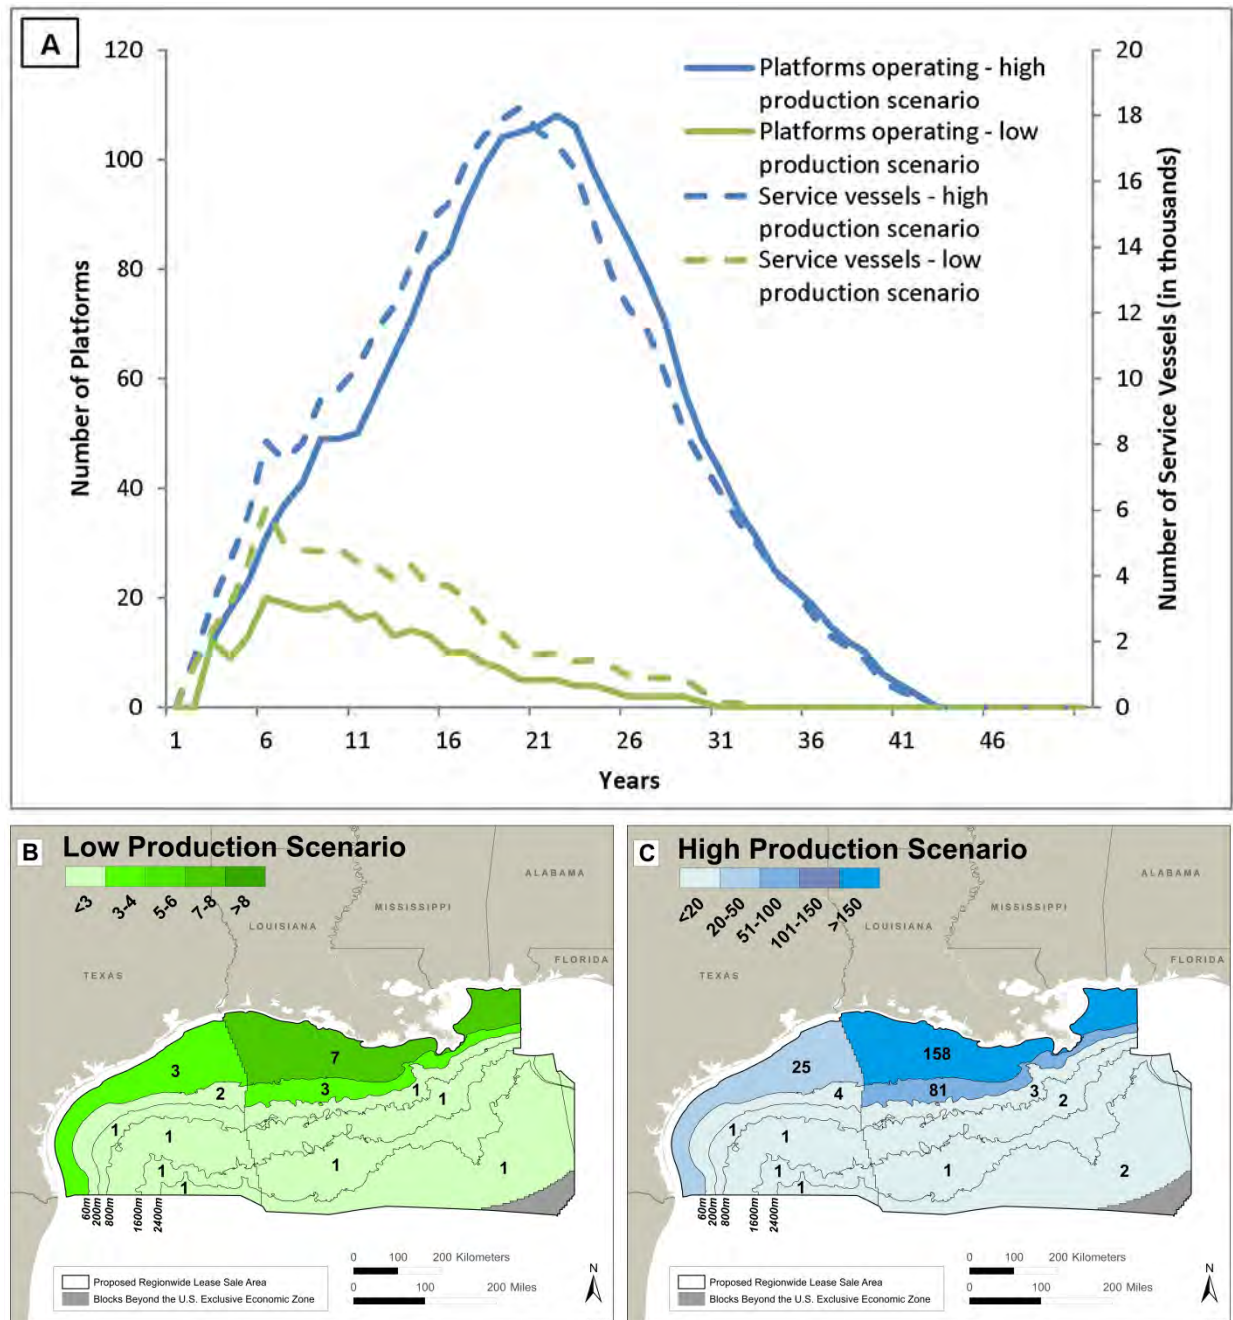 A
120
100
80
60
40
20
0
Number of Platforms
20
18
16
14
12
10
8
6
4
2
0
Number of Service Vessels (in thousands)
Platforms operating - high
production scenario
Platforms operating - low
production scenario
Service vessels - high
production scenario
Service vessels - low
production scenario
1 6 11 16 21 26 31 36 41 46
Years
B Low Production Scenario
<3 3-4 5-6 7-8 >8
ALABAMA
MISSISSIPPI
LOUISIANA
FLORIDA
TEXAS
7
3
3
2
1
1
1
1
1
1
1
1
60m 200m 800m 1600m 2400m
0 100 200 Kilometers
0 100 200 Miles
N
Proposed Regionwide Lease Sale Area
Blocks Beyond the U.S. Exclusive Economic Zone
C High Production Scenario
<20 20-50 51-100 101-150 >150
ALABAMA
MISSISSIPPI
LOUISIANA
FLORIDA
TEXAS
158
25
81
4
3
2
1
1
1
1
2
1
60m 200m 800m 1600m 2400m
0 100 200 Kilometers
0 100 200 Miles
N
Proposed Regionwide Lease Sale Area
Blocks Beyond the U.S. Exclusive Economic Zone